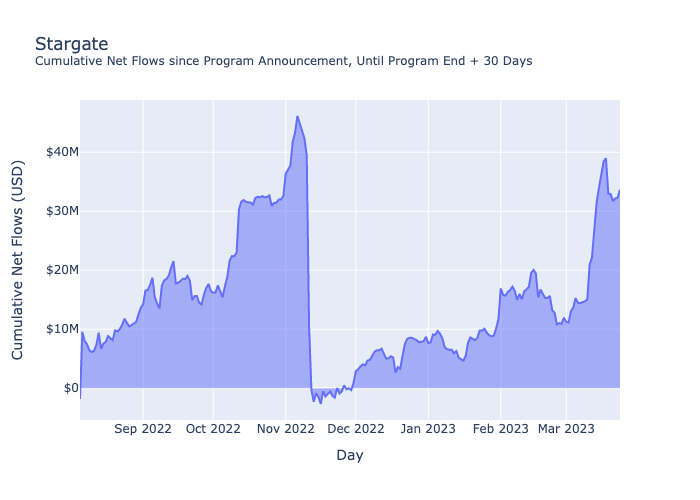 Stargate
Cumulative Net Flows since Program Announcement, Until Program End + 30 Days
Cumulative Net Flows (USD)
$40M
$30M
$20M
$10M
$0
Sep 2022 Oct 2022 Nov 2022 Dec 2022 Jan 2023 Feb 2023 Mar 2023
Day